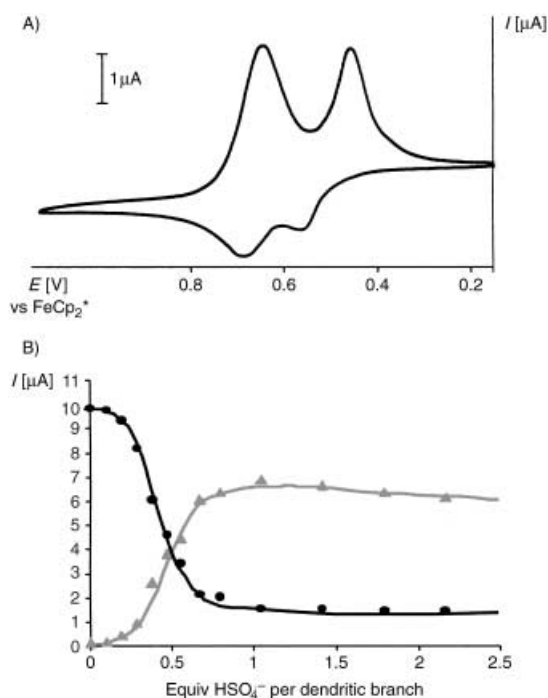 A)
I [μA]
1 μA
E [V]
vs FeCp₂*
0.8 0.6 0.4 0.2
B)
I [μA]
11
10
9
8
7
6
5
4
3
2
1
0
0 0.5 1 1.5 2 2.5
Equiv HSO₄⁻ per dendritic branch